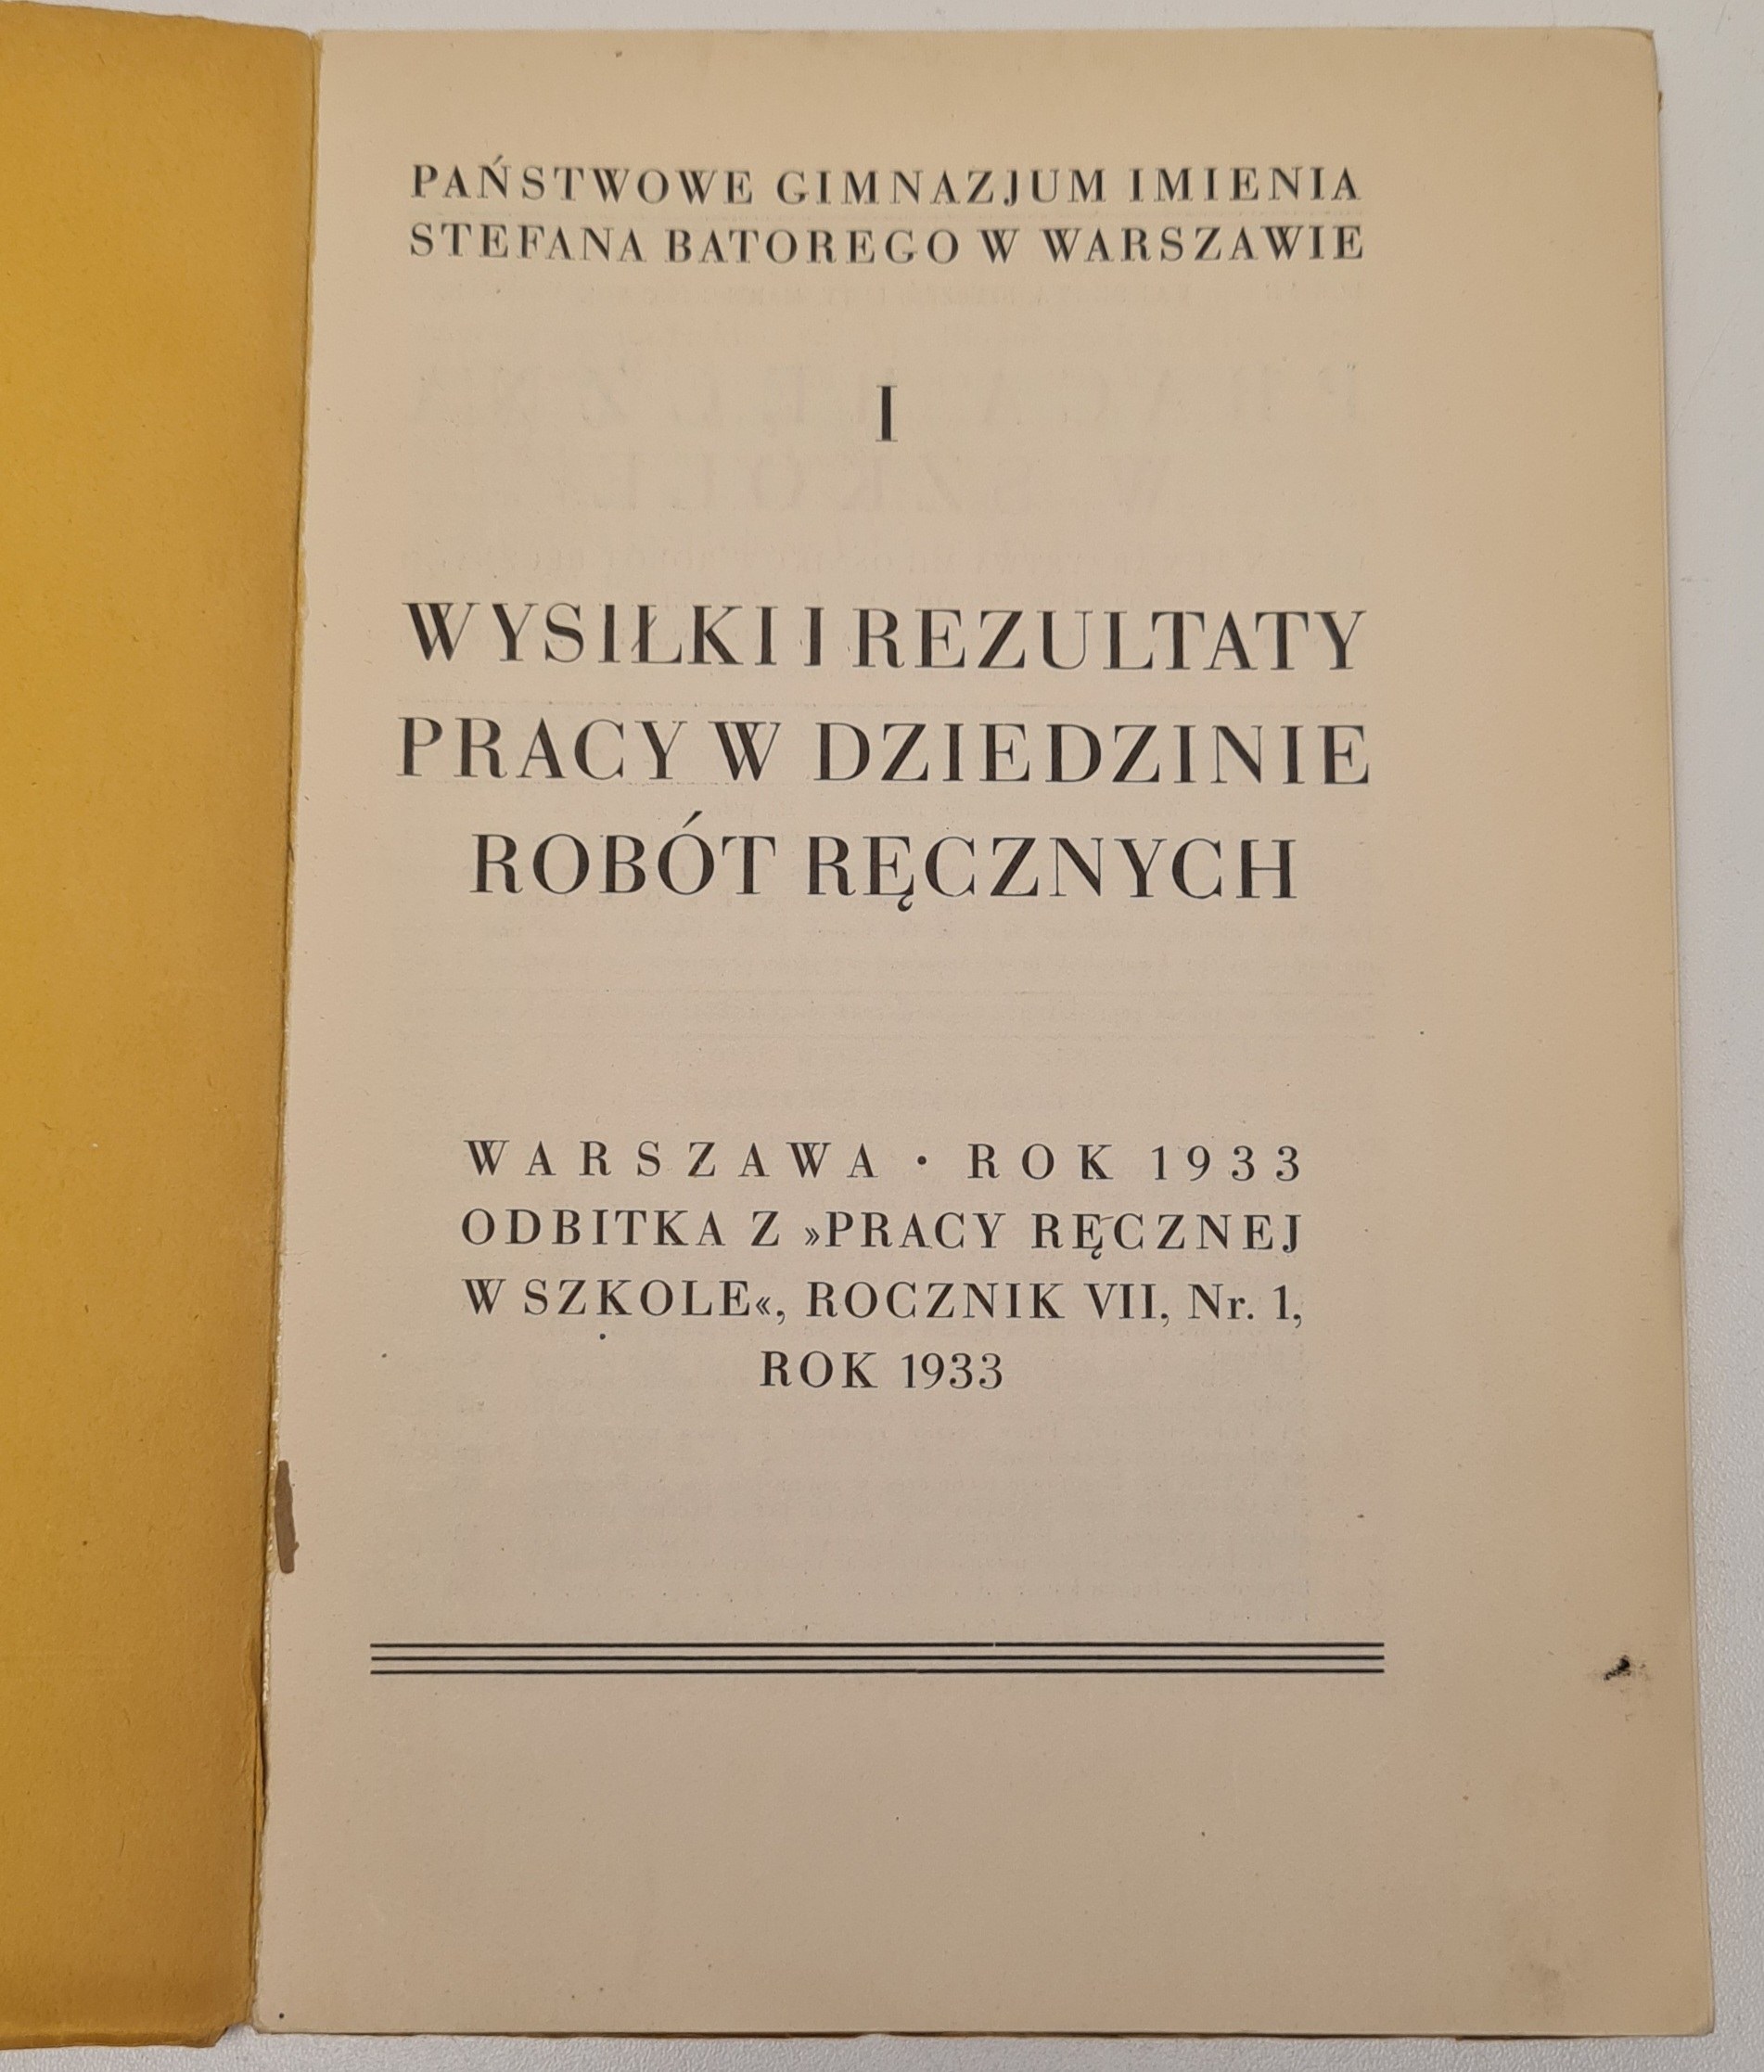 PAŃSTWOWE GIMNAZJUM IMIENIA
STEFANA BATOREGO W WARSZAWIE
I
WYSIŁKI I REZULTATY
PRACY W DZIEDZINIE
ROBÓT RĘCZNYCH
WARSZAWA · ROK 1933
ODBITKA Z »PRACY RĘCZNEJ
W SZKOLE«, ROCZNIK VII, Nr. 1,
ROK 1933